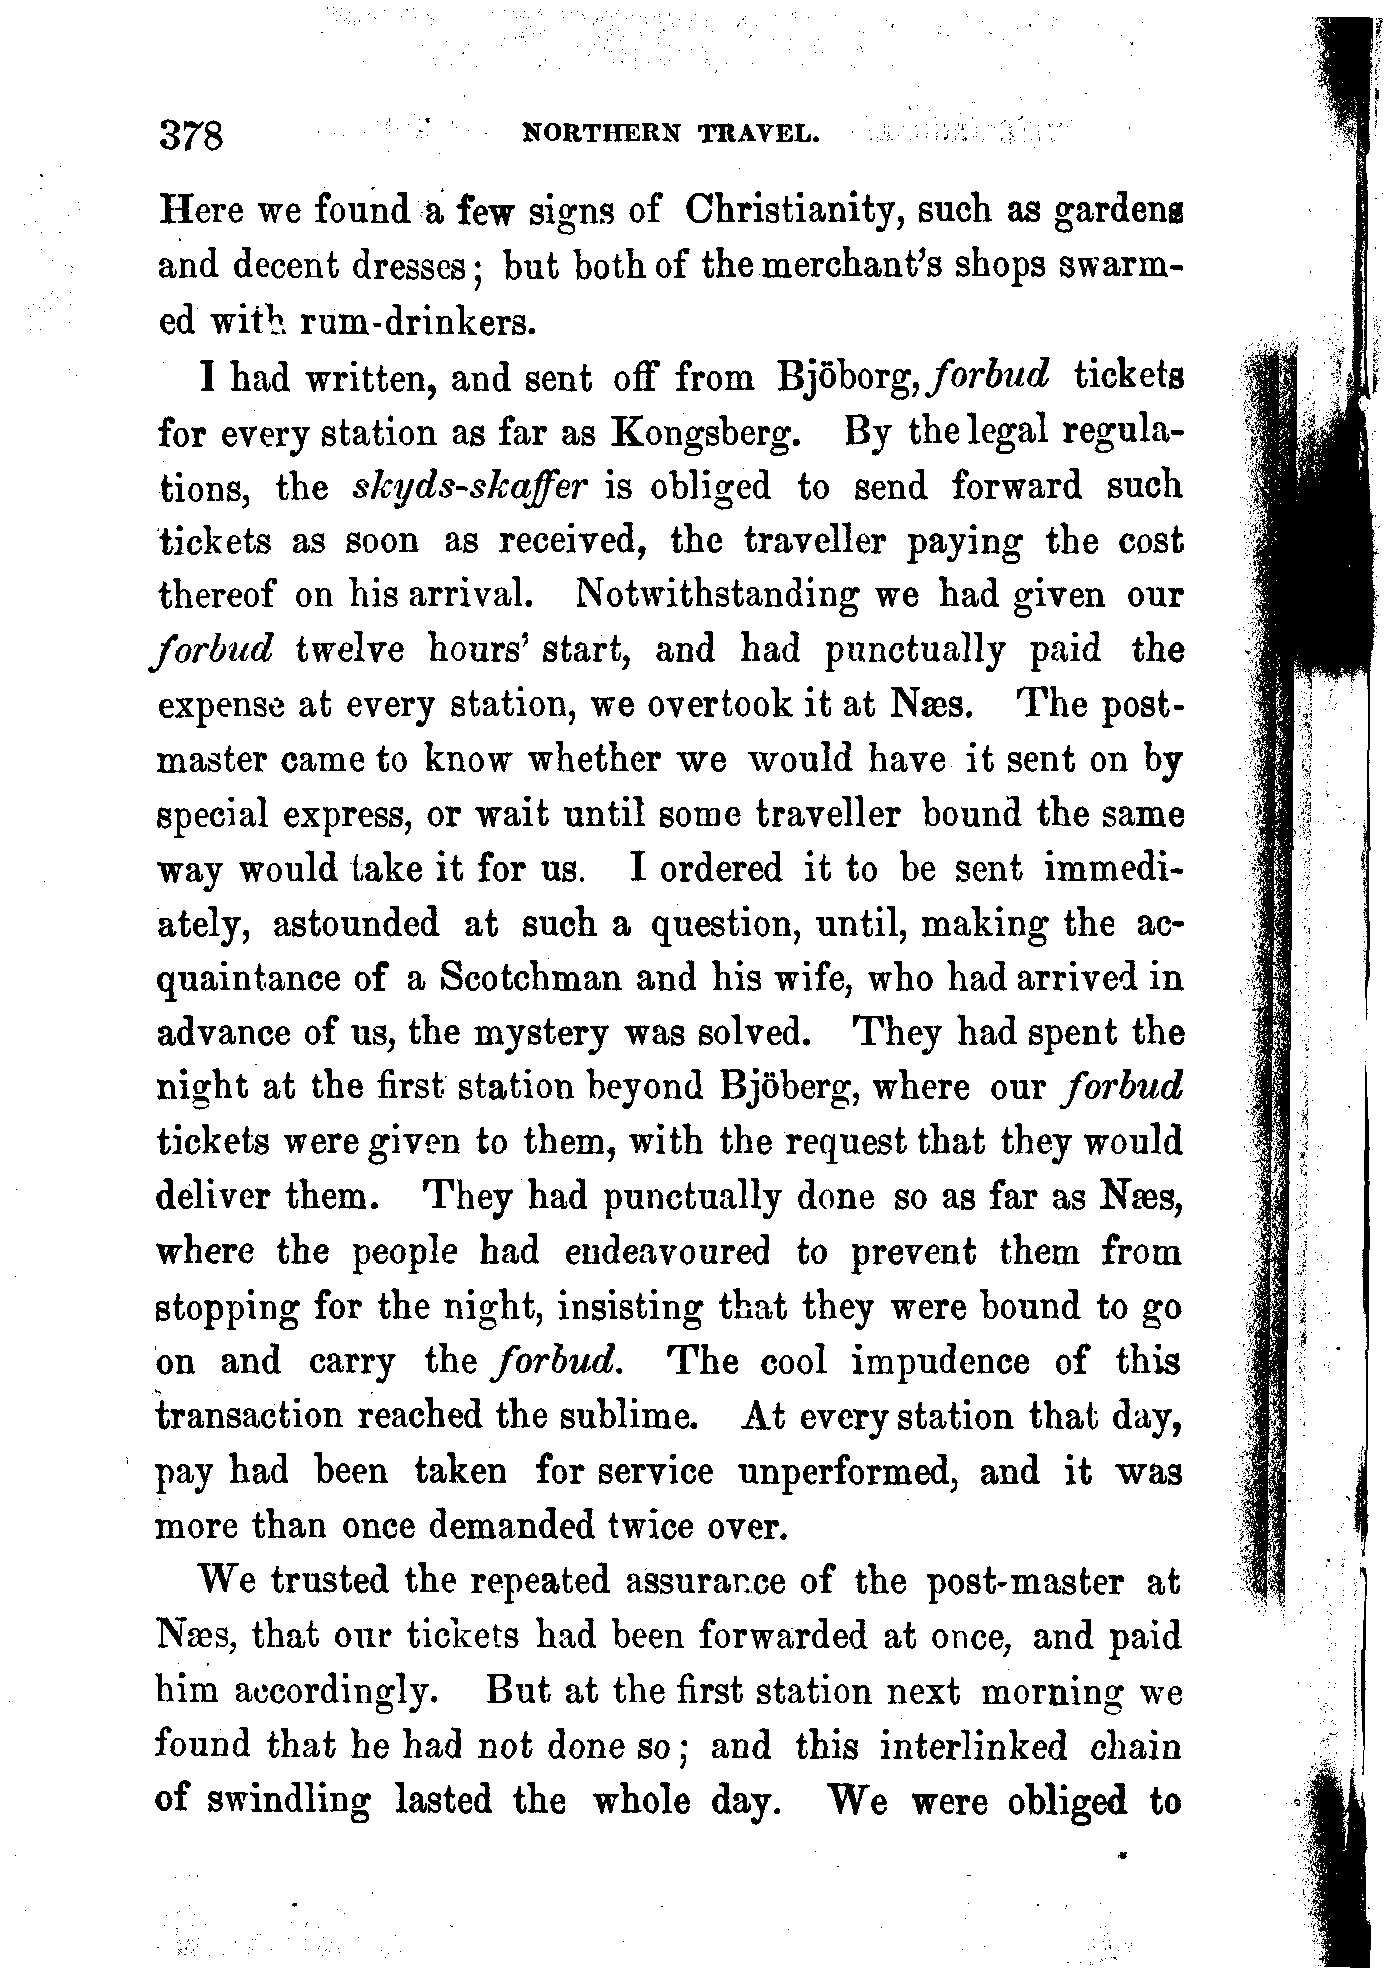 378 NORTHERN TRAVEL.
Here we found a few signs of Christianity, such as gardens
and decent dresses; but both of the merchant's shops swarm-
ed with rum-drinkers.
I had written, and sent off from Bjöborg, forbud tickets
for every station as far as Kongsberg. By the legal regula-
tions, the skyds-skaffer is obliged to send forward such
tickets as soon as received, the traveller paying the cost
thereof on his arrival. Notwithstanding we had given our
forbud twelve hours' start, and had punctually paid the
expense at every station, we overtook it at Næs. The post-
master came to know whether we would have it sent on by
special express, or wait until some traveller bound the same
way would take it for us. I ordered it to be sent immedi-
ately, astounded at such a question, until, making the ac-
quaintance of a Scotchman and his wife, who had arrived in
advance of us, the mystery was solved. They had spent the
night at the first station beyond Bjöberg, where our forbud
tickets were given to them, with the request that they would
deliver them. They had punctually done so as far as Næs,
where the people had endeavoured to prevent them from
stopping for the night, insisting that they were bound to go
on and carry the forbud. The cool impudence of this
transaction reached the sublime. At every station that day,
pay had been taken for service unperformed, and it was
more than once demanded twice over.
We trusted the repeated assurance of the post-master at
Næs, that our tickets had been forwarded at once, and paid
him accordingly. But at the first station next morning we
found that he had not done so; and this interlinked chain
of swindling lasted the whole day. We were obliged to